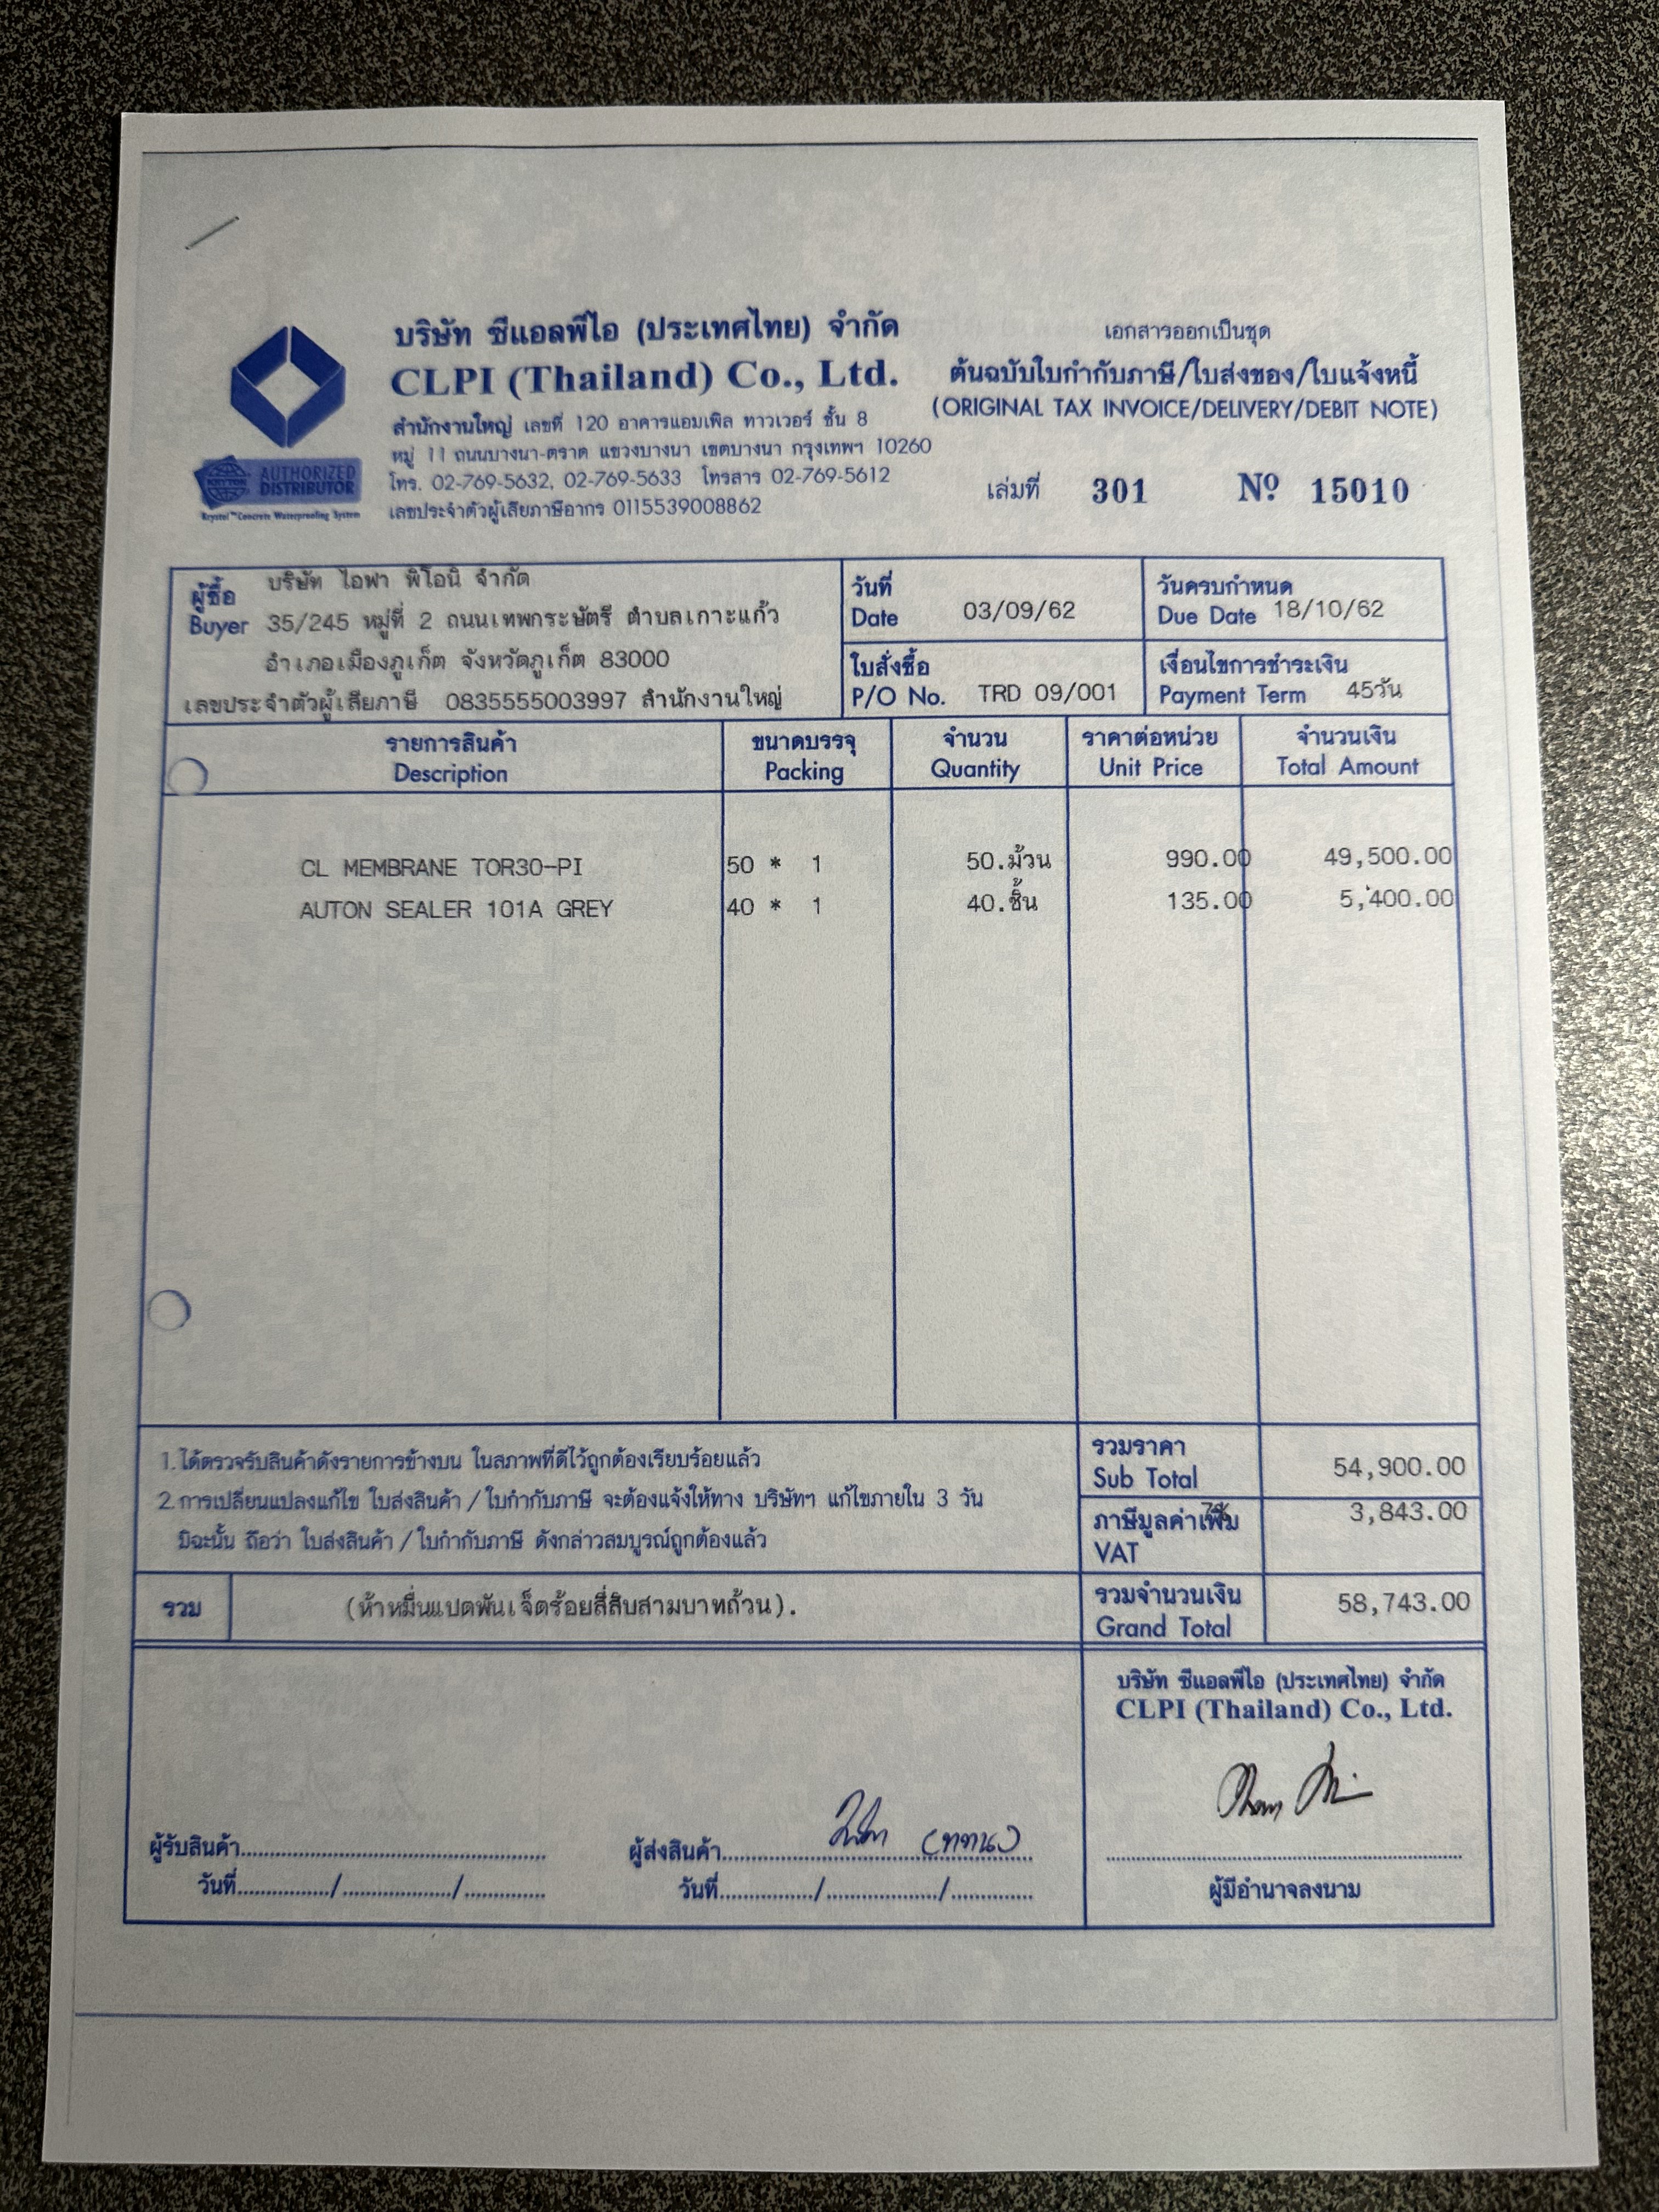 บริษัท ซีแอลพีไอ (ประเทศไทย) จำกัด
CLPI (Thailand) Co., Ltd.
สำนักงานใหญ่ เลขที่ 120 อาคารแอมเพิล ทาวเวอร์ ชั้น 8
หมู่ 11 ถนนบางนา-ตราด แขวงบางนา เขตบางนา กรุงเทพฯ 10260
โทร. 02-769-5632, 02-769-5633 โทรสาร 02-769-5612
เลขประจำตัวผู้เสียภาษีอากร 0115539008862
KRYTON
AUTHORIZED
DISTRIBUTOR
Krystol™ Concrete Waterproofing System
เอกสารออกเป็นชุด
ต้นฉบับใบกำกับภาษี/ใบส่งของ/ใบแจ้งหนี้
(ORIGINAL TAX INVOICE/DELIVERY/DEBIT NOTE)
เล่มที่ 301 Nº 15010
ผู้ซื้อ บริษัท ไอฟา พีโอนี จำกัด
Buyer 35/245 หมู่ที่ 2 ถนนเทพกระษัตรี ตำบลเกาะแก้ว
อำเภอเมืองภูเก็ต จังหวัดภูเก็ต 83000
เลขประจำตัวผู้เสียภาษี 0835555003997 สำนักงานใหญ่
วันที่
Date 03/09/62
วันครบกำหนด
Due Date 18/10/62
ใบสั่งซื้อ
P/O No. TRD 09/001
เงื่อนไขการชำระเงิน
Payment Term 45วัน
รายการสินค้า ขนาดบรรจุ จำนวน ราคาต่อหน่วย จำนวนเงิน
Description Packing Quantity Unit Price Total Amount
CL MEMBRANE TOR30-PI 50 * 1 50.ม้วน 990.00 49,500.00
AUTON SEALER 101A GREY 40 * 1 40.ชิ้น 135.00 5,400.00
1.ได้ตรวจรับสินค้าดังรายการข้างบน ในสภาพที่ดีไว้ถูกต้องเรียบร้อยแล้ว
2.การเปลี่ยนแปลงแก้ไข ใบส่งสินค้า/ใบกำกับภาษี จะต้องแจ้งให้ทาง บริษัทฯ แก้ไขภายใน 3 วัน
มิฉะนั้น ถือว่า ใบส่งสินค้า/ใบกำกับภาษี ดังกล่าวสมบูรณ์ถูกต้องแล้ว
รวมราคา
Sub Total 54,900.00
ภาษีมูลค่าเพิ่ม 7% 3,843.00
VAT
รวม (ห้าหมื่นแปดพันเจ็ดร้อยสี่สิบสามบาทถ้วน).
รวมจำนวนเงิน
Grand Total 58,743.00
บริษัท ซีแอลพีไอ (ประเทศไทย) จำกัด
CLPI (Thailand) Co., Ltd.
ผู้รับสินค้า
วันที่ / /
ผู้ส่งสินค้า
วันที่ / /
ผู้มีอำนาจลงนาม